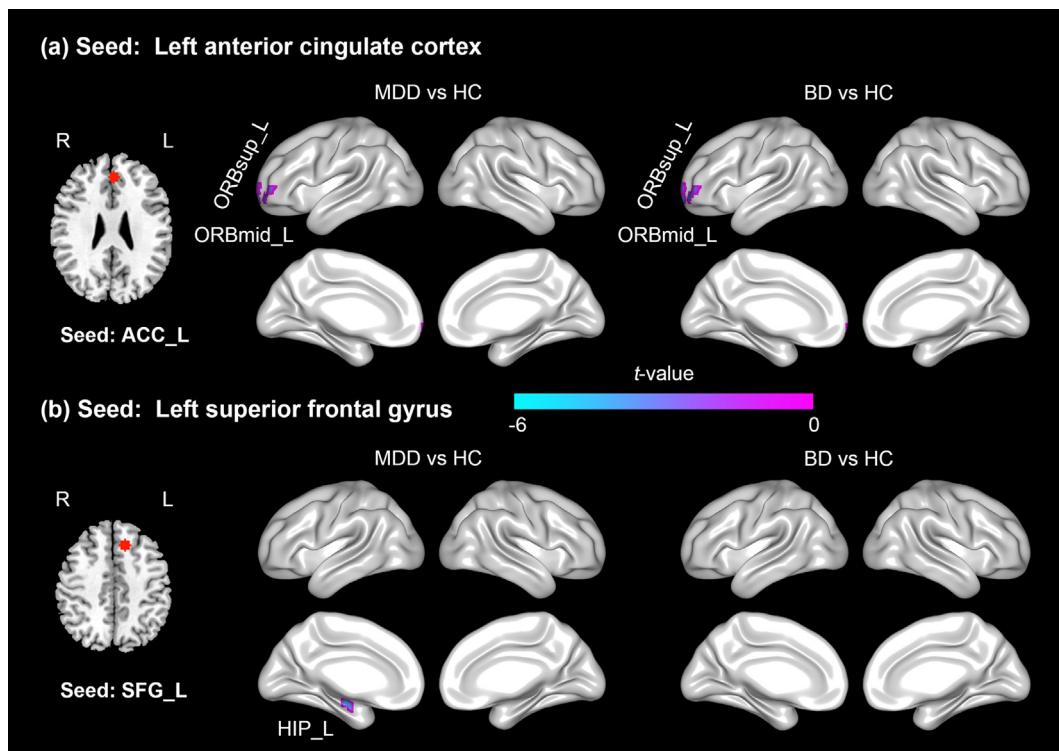 (a) Seed: Left anterior cingulate cortex
MDD vs HC
BD vs HC
R
L
ORBsup_L
ORBmid_L
ORBsup_L
ORBmid_L
Seed: ACC_L
t-value
-6
0
(b) Seed: Left superior frontal gyrus
MDD vs HC
BD vs HC
R
L
Seed: SFG_L
HIP_L